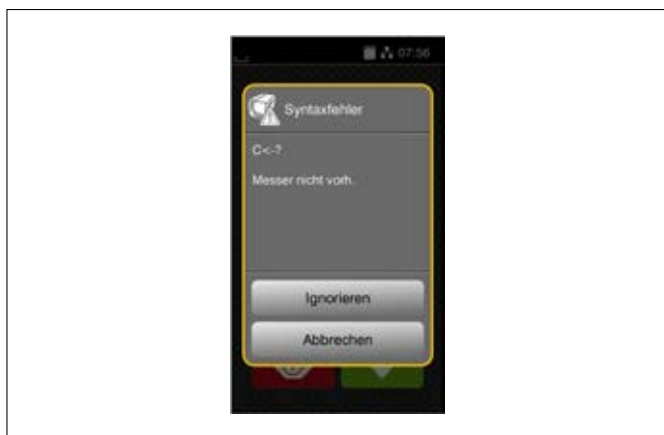 07:56
Syntaxfehler
C<-?
Messer nicht vorh.
Ignorieren
Abbrechen